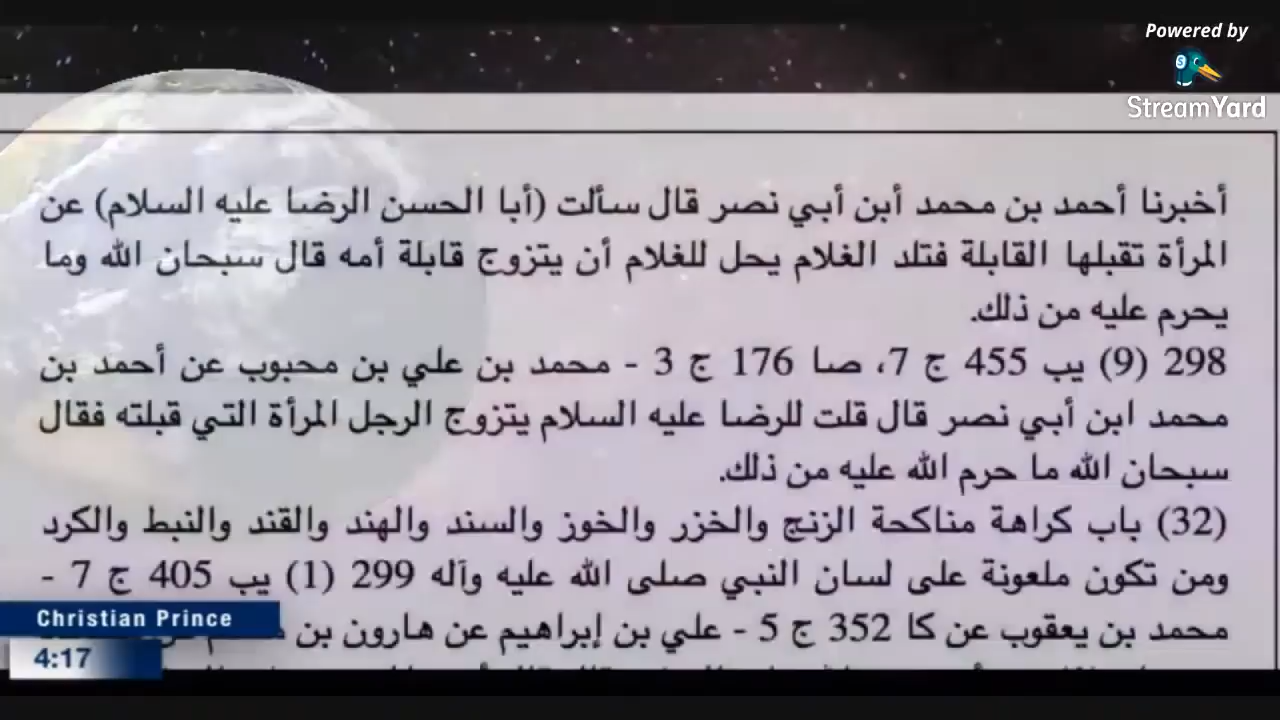 Powered by
StreamYard
أخبرنا أحمد بن محمد أبن أبي نصر قال سألت (أبا الحسن الرضا عليه السلام) عن
المرأة تقبلها القابلة فتلد الغلام يحل للغلام أن يتزوج قابلة أمه قال سبحان الله وما
يحرم عليه من ذلك.
298 (9) يب 455 ج 7، صا 176 ج 3 - محمد بن علي بن محبوب عن أحمد بن
محمد ابن أبي نصر قال قلت للرضا عليه السلام يتزوج الرجل المرأة التي قبلته فقال
سبحان الله ما حرم الله عليه من ذلك.
(32) باب كراهة مناكحة الزنج والخزر والخوز والسند والهند والقند والنبط والكرد
ومن تكون ملعونة على لسان النبي صلى الله عليه وآله 299 (1) يب 405 ج 7 -
محمد بن يعقوب عن كا 352 ج 5 - علي بن إبراهيم عن هارون بن
Christian Prince
4:17